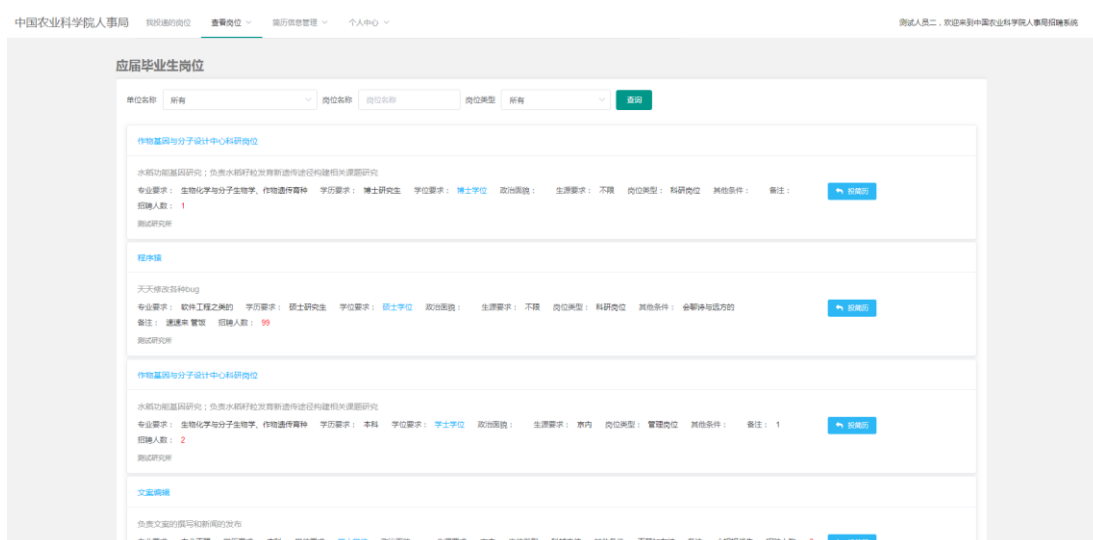 中国农业科学院人事局 我投递的岗位 查看岗位 简历信息管理 个人中心 测试人员二，欢迎来到中国农业科学院人事局招聘系统
应届毕业生岗位
单位名称 所有 岗位名称 岗位名称 岗位类型 所有 查询
作物基因与分子设计中心科研岗位
水稻功能基因研究；负责水稻籽粒发育新遗传途径构建相关课题研究
专业要求： 生物化学与分子生物学、作物遗传育种 学历要求： 博士研究生 学位要求： 博士学位 政治面貌： 生源要求： 不限 岗位类型： 科研岗位 其他条件： 备注： 投简历
招聘人数： 1
测试研究所
程序猿
天天修改各种bug
专业要求： 软件工程之美的 学历要求： 硕士研究生 学位要求： 硕士学位 政治面貌： 生源要求： 不限 岗位类型： 科研岗位 其他条件： 会聊诗与远方的 投简历
备注： 速速来 管饭 招聘人数： 99
测试研究所
作物基因与分子设计中心科研岗位
水稻功能基因研究；负责水稻籽粒发育新遗传途径构建相关课题研究
专业要求： 生物化学与分子生物学、作物遗传育种 学历要求： 本科 学位要求： 学士学位 政治面貌： 生源要求： 京内 岗位类型： 管理岗位 其他条件： 备注： 1 投简历
招聘人数： 2
测试研究所
文案编辑
负责文案的撰写和新闻的发布